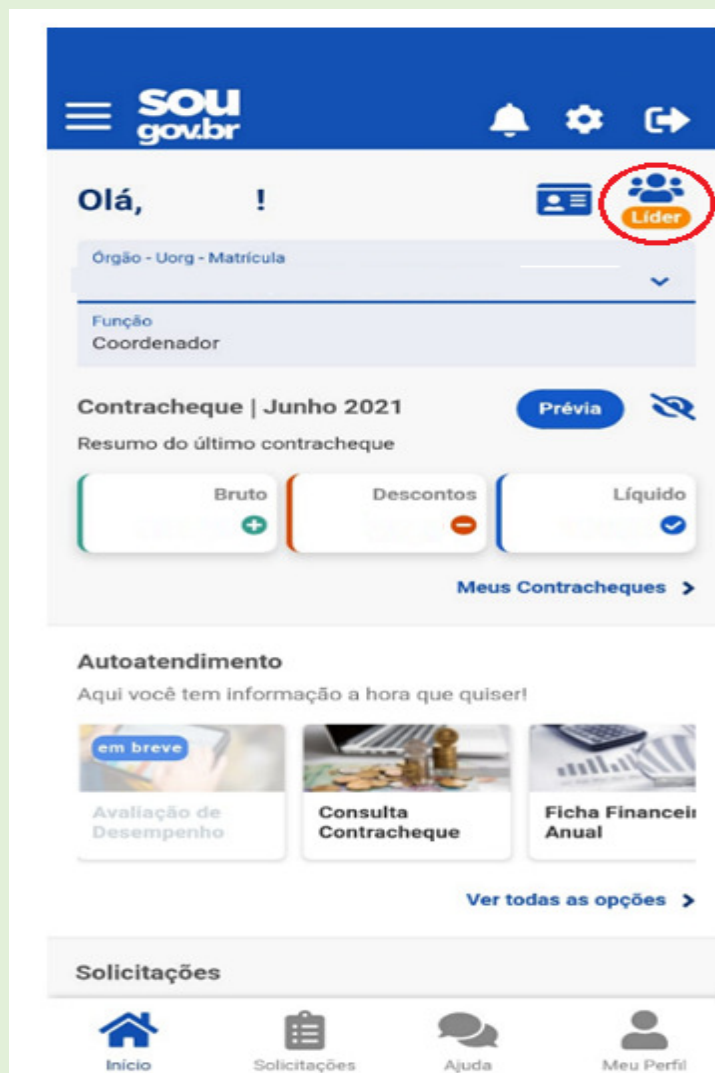 sou
gov.br
Olá, !
Líder
Órgão - Uorg - Matrícula
Função
Coordenador
Contracheque | Junho 2021
Prévia
Resumo do último contracheque
Bruto
Descontos
Líquido
Meus Contracheques
Autoatendimento
Aqui você tem informação a hora que quiser!
em breve
Avaliação de
Desempenho
Consulta
Contracheque
Ficha Financeir
Anual
Ver todas as opções
Solicitações
Início
Solicitações
Ajuda
Meu Perfil